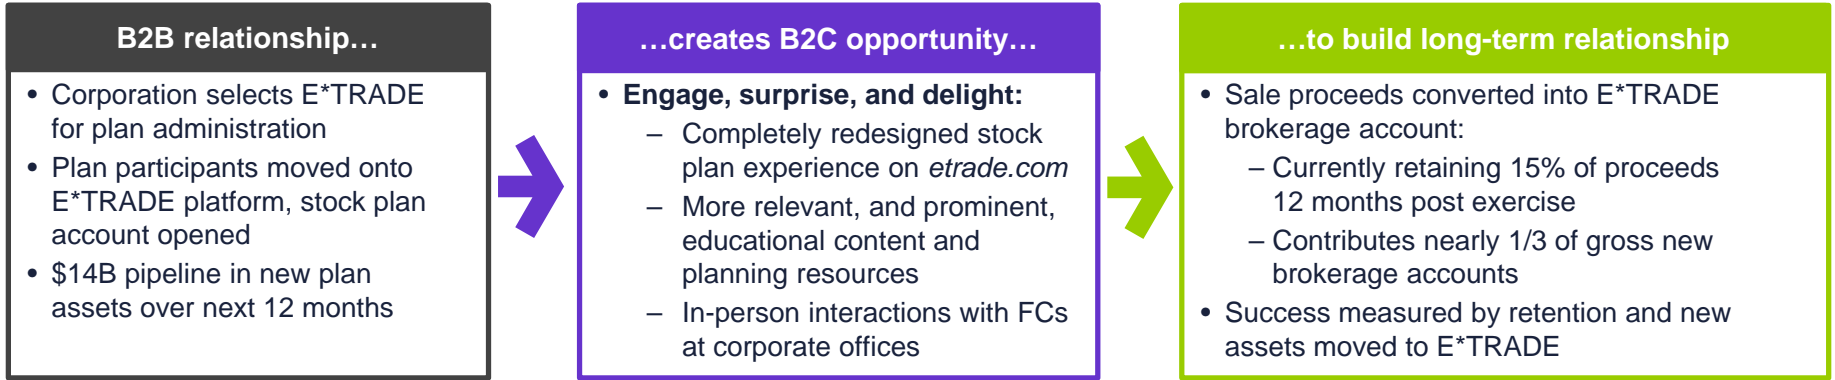 B2B relationship…
• Corporation selects E*TRADE
for plan administration
• Plan participants moved onto
E*TRADE platform, stock plan
account opened
• $14B pipeline in new plan
assets over next 12 months
…creates B2C opportunity…
• Engage, surprise, and delight:
– Completely redesigned stock
plan experience on etrade.com
– More relevant, and prominent,
educational content and
planning resources
– In-person interactions with FCs
at corporate offices
…to build long-term relationship
• Sale proceeds converted into E*TRADE
brokerage account:
– Currently retaining 15% of proceeds
12 months post exercise
– Contributes nearly 1/3 of gross new
brokerage accounts
• Success measured by retention and new
assets moved to E*TRADE